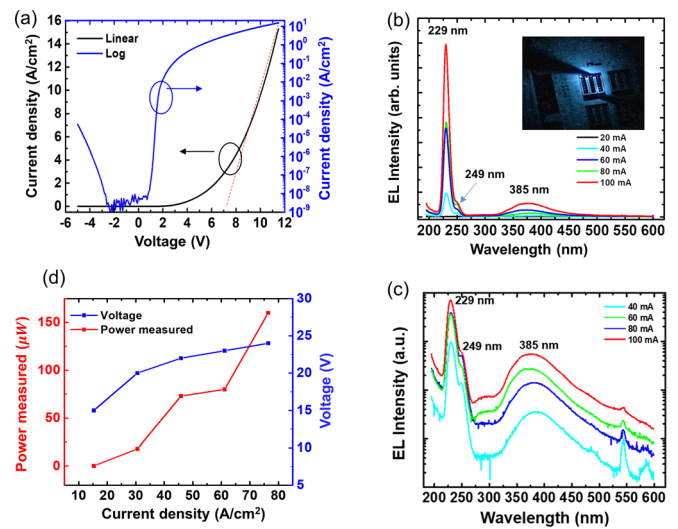 (a)
Current density (A/cm²)
16
14
12
10
8
6
4
2
0
Linear
Log
10¹
10⁰
10⁻¹
10⁻²
10⁻³
10⁻⁴
10⁻⁵
10⁻⁶
10⁻⁷
10⁻⁸
10⁻⁹
Current density (A/cm²)
-6 -4 -2 0 2 4 6 8 10 12
Voltage (V)
(b)
EL Intensity (arb. units)
229 nm
249 nm
385 nm
20 mA
40 mA
60 mA
80 mA
100 mA
200 250 300 350 400 450 500 550 600
Wavelength (nm)
(d)
Power measured (μW)
150
100
50
0
Voltage
Power measured
30
25
20
15
10
5
Voltage (V)
10 20 30 40 50 60 70 80
Current density (A/cm²)
(c)
EL Intensity (a.u.)
229 nm
249 nm
385 nm
40 mA
60 mA
80 mA
100 mA
200 250 300 350 400 450 500 550 600
Wavelength (nm)